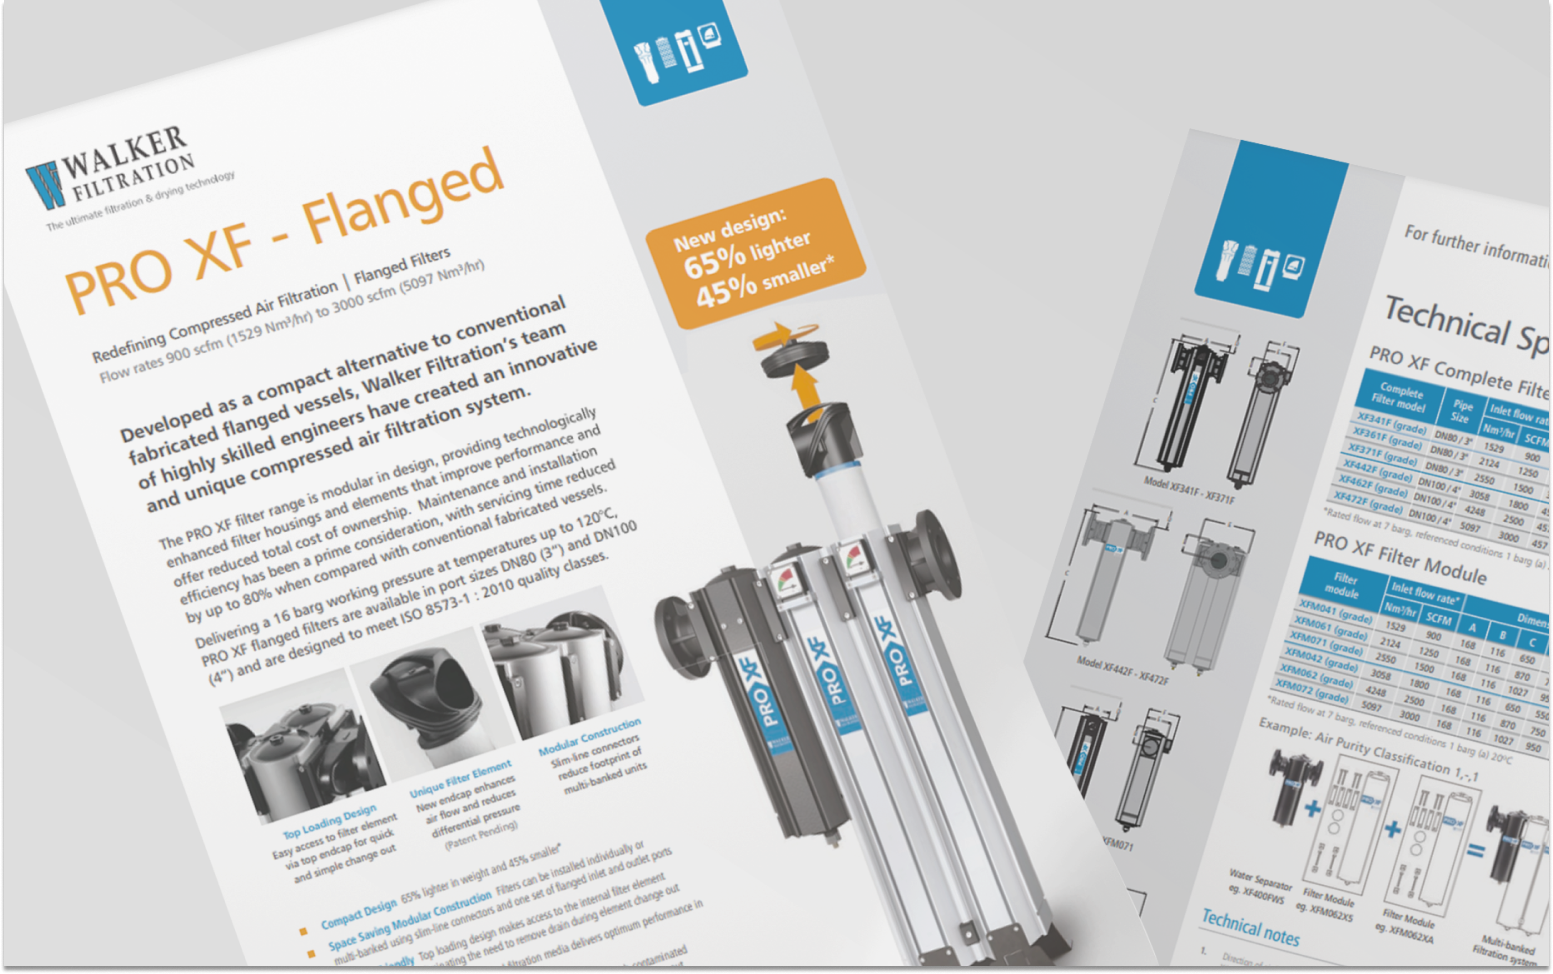 WALKER
FILTRATION
The ultimate filtration & drying technology
PRO XF - Flanged
Redefining Compressed Air Filtration | Flanged Filters
Flow rates 900 scfm (1529 Nm³/hr) to 3000 scfm (5097 Nm³/hr)
Developed as a compact alternative to conventional
fabricated flanged vessels, Walker Filtration's team
of highly skilled engineers have created an innovative
and unique compressed air filtration system.
The PRO XF filter range is modular in design, providing technologically
enhanced filter housings and elements that improve performance and
offer reduced total cost of ownership. Maintenance and installation
efficiency has been a prime consideration, with servicing time reduced
by up to 80% when compared with conventional fabricated vessels.
Delivering a 16 barg working pressure at temperatures up to 120°C,
PRO XF flanged filters are available in port sizes DN80 (3") and DN100
(4") and are designed to meet ISO 8573-1 : 2010 quality classes.
Top Loading Design
Easy access to filter element
via top endcap for quick
and simple change out
Unique Filter Element
New endcap enhances
air flow and reduces
differential pressure
(Patent Pending)
Modular Construction
Slim-line connectors
reduce footprint of
multi-banked units
Compact Design 65% lighter in weight and 45% smaller*
Space Saving Modular Construction Filters can be installed individually or
multi-banked using slim-line connectors and one set of flanged inlet and outlet ports
Top loading design makes access to the internal filter element
the need to remove drain during element change out
filtration media delivers optimum performance in
contaminated
New design:
65% lighter
45% smaller*
PRO XF
PRO XF
PRO XF
Model XF341F - XF371F
Model XF442F - XF472F
XFM071
For further informati
Technical Sp
PRO XF Complete Filte
Complete
Filter model
Pipe
Size
Inlet flow rat
Nm³/hr
SCFM
XF341F (grade) DN80 / 3" 1529 900
XF361F (grade) DN80 / 3" 2124 1250
XF371F (grade) DN80 / 3" 2550 1500
XF442F (grade) DN100 / 4" 3058 1800
XF462F (grade) DN100 / 4" 4248 2500
XF472F (grade) DN100 / 4" 5097 3000 457
*Rated flow at 7 barg, referenced conditions 1 barg (a)
PRO XF Filter Module
Filter
module
Inlet flow rate*
Dimens
Nm³/hr SCFM A B C
XFM041 (grade) 1529 900 168 116 650
XFM061 (grade) 2124 1250 168 116 870
XFM071 (grade) 2550 1500 168 116 1027
XFM042 (grade) 3058 1800 168 116 650 550
XFM062 (grade) 4248 2500 168 116 870 750
XFM072 (grade) 5097 3000 168 116 1027 950
*Rated flow at 7 barg, referenced conditions 1 barg (a) 20°C
Example: Air Purity Classification 1,-,1
Water Separator
eg. XF400FWS
Filter Module
eg. XFM062X5
Filter Module
eg. XFM062XA
Multi-banked
Filtration system
Technical notes
1. Direction of